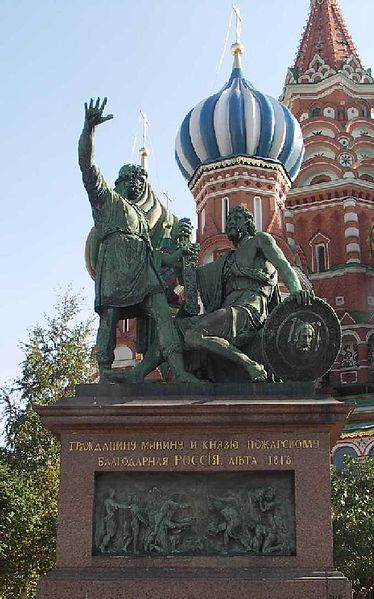 ГРАЖДАНИНУ МИНИНУ И КНЯЗЮ ПОЖАРСКОМУ
БЛАГОДАРНАЯ РОССІЯ. ЛѢТА 1818